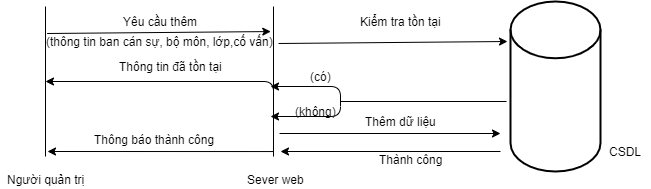 Yêu cầu thêm
Kiểm tra tồn tại
(thông tin ban cán sự, bộ môn, lớp,cố vấn)
Thông tin đã tồn tại
(có)
(không)
Thêm dữ liệu
Thông báo thành công
Thành công
CSDL
Người quản trị
Sever web